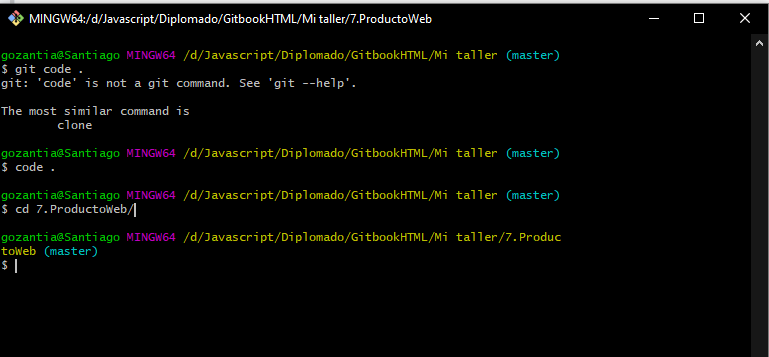 MINGW64:/d/Javascript/Diplomado/GitbookHTML/Mi taller/7.ProductoWeb
gozantia@Santiago MINGW64 /d/Javascript/Diplomado/GitbookHTML/Mi taller (master)
$ git code .
git: 'code' is not a git command. See 'git --help'.
The most similar command is
clone
gozantia@Santiago MINGW64 /d/Javascript/Diplomado/GitbookHTML/Mi taller (master)
$ code .
gozantia@Santiago MINGW64 /d/Javascript/Diplomado/GitbookHTML/Mi taller (master)
$ cd 7.ProductoWeb/
gozantia@Santiago MINGW64 /d/Javascript/Diplomado/GitbookHTML/Mi taller/7.Produc
toWeb (master)
$